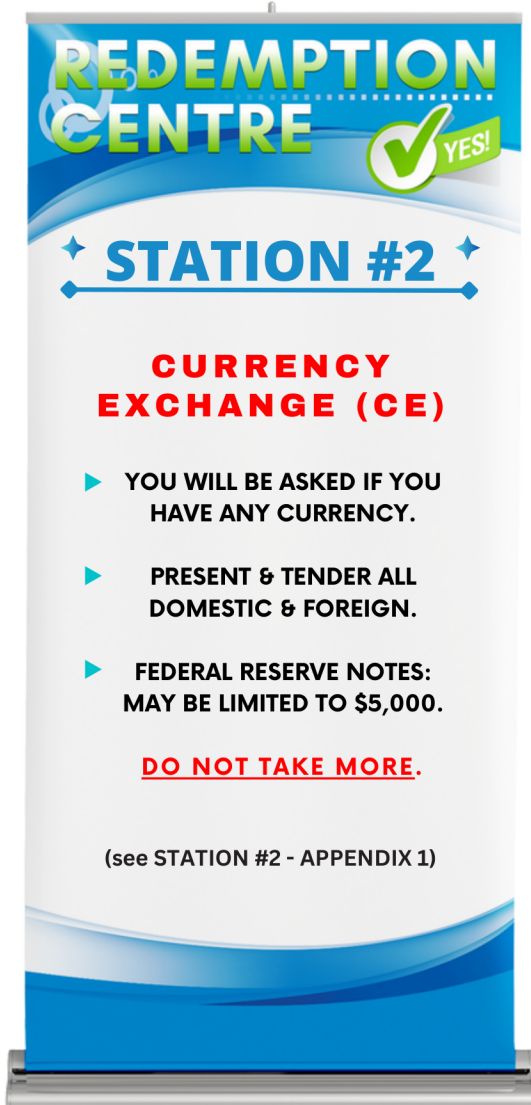 REDEMPTION
CENTRE
YES!
STATION #2
CURRENCY
EXCHANGE (CE)
YOU WILL BE ASKED IF YOU
HAVE ANY CURRENCY.
PRESENT & TENDER ALL
DOMESTIC & FOREIGN.
FEDERAL RESERVE NOTES:
MAY BE LIMITED TO $5,000.
DO NOT TAKE MORE.
(see STATION #2 - APPENDIX 1)